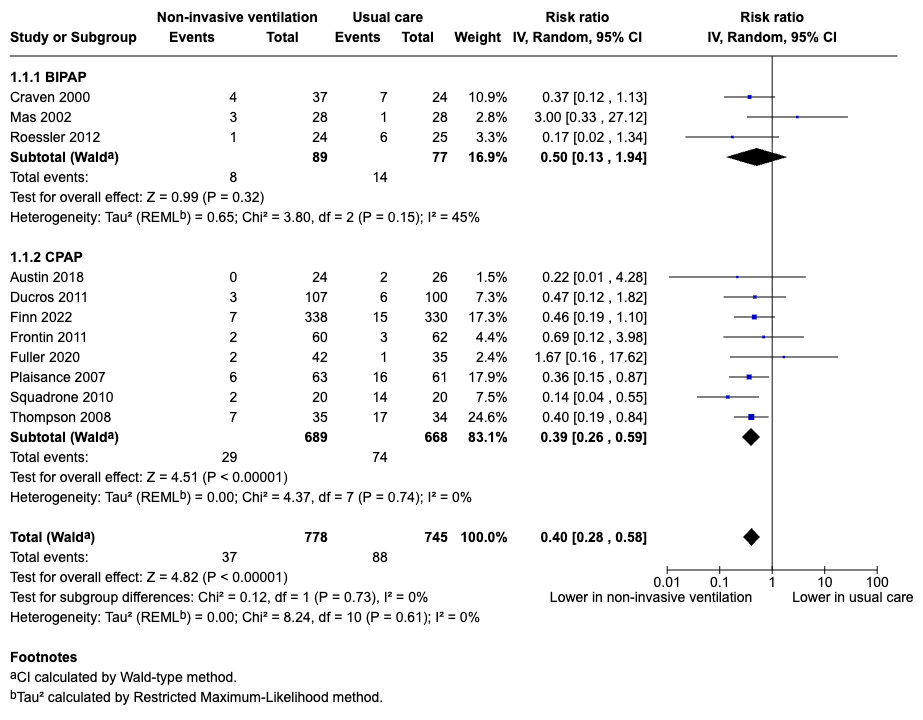 Non-invasive ventilation Usual care Risk ratio Risk ratio
Study or Subgroup Events Total Events Total Weight IV, Random, 95% CI IV, Random, 95% CI
1.1.1 BIPAP
Craven 2000 4 37 7 24 10.9% 0.37 [0.12 , 1.13]
Mas 2002 3 28 1 28 2.8% 3.00 [0.33 , 27.12]
Roessler 2012 1 24 6 25 3.3% 0.17 [0.02 , 1.34]
Subtotal (Waldᵃ) 89 77 16.9% 0.50 [0.13 , 1.94]
Total events: 8 14
Test for overall effect: Z = 0.99 (P = 0.32)
Heterogeneity: Tau² (REMLᵇ) = 0.65; Chi² = 3.80, df = 2 (P = 0.15); I² = 45%
1.1.2 CPAP
Austin 2018 0 24 2 26 1.5% 0.22 [0.01 , 4.28]
Ducros 2011 3 107 6 100 7.3% 0.47 [0.12 , 1.82]
Finn 2022 7 338 15 330 17.3% 0.46 [0.19 , 1.10]
Frontin 2011 2 60 3 62 4.4% 0.69 [0.12 , 3.98]
Fuller 2020 2 42 1 35 2.4% 1.67 [0.16 , 17.62]
Plaisance 2007 6 63 16 61 17.9% 0.36 [0.15 , 0.87]
Squadrone 2010 2 20 14 20 7.5% 0.14 [0.04 , 0.55]
Thompson 2008 7 35 17 34 24.6% 0.40 [0.19 , 0.84]
Subtotal (Waldᵃ) 689 668 83.1% 0.39 [0.26 , 0.59]
Total events: 29 74
Test for overall effect: Z = 4.51 (P < 0.00001)
Heterogeneity: Tau² (REMLᵇ) = 0.00; Chi² = 4.37, df = 7 (P = 0.74); I² = 0%
Total (Waldᵃ) 778 745 100.0% 0.40 [0.28 , 0.58]
Total events: 37 88
Test for overall effect: Z = 4.82 (P < 0.00001) 0.01 0.1 1 10 100
Test for subgroup differences: Chi² = 0.12, df = 1 (P = 0.73), I² = 0% Lower in non-invasive ventilation Lower in usual care
Heterogeneity: Tau² (REMLᵇ) = 0.00; Chi² = 8.24, df = 10 (P = 0.61); I² = 0%
Footnotes
ᵃCI calculated by Wald-type method.
ᵇTau² calculated by Restricted Maximum-Likelihood method.